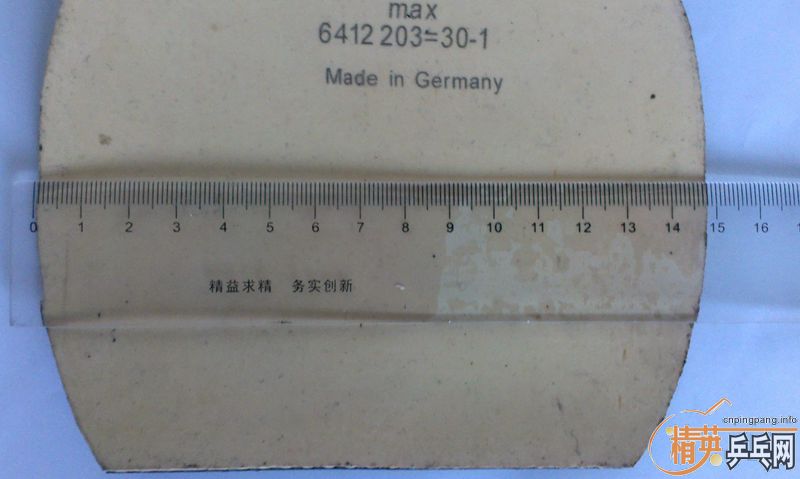 max
6412 203=30-1
Made in Germany
0 1 2 3 4 5 6 7 8 9 10 11 12 13 14 15 16
精益求精 务实创新
cnpingpang.info
精英乒乓网